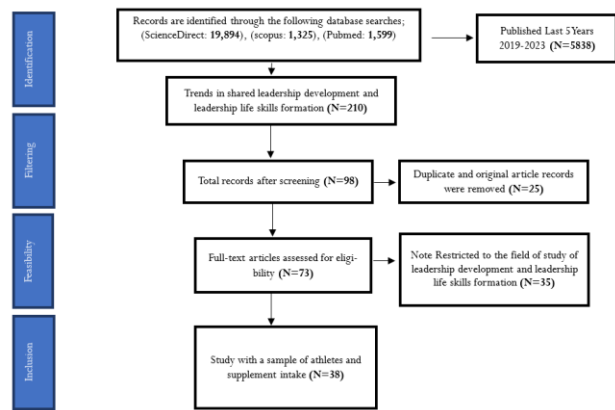 Identification
Records are identified through the following database searches;
(ScienceDirect: 19,894), (scopus: 1,325), (Pubmed: 1,599)
Published Last 5 Years
2019-2023 (N=5838)
Trends in shared leadership development and
leadership life skills formation (N=210)
Filtering
Total records after screening (N=98)
Duplicate and original article records
were removed (N=25)
Feasibility
Full-text articles assessed for eligi-
bility (N=73)
Note Restricted to the field of study of
leadership development and leadership
life skills formation (N=35)
Inclusion
Study with a sample of athletes and
supplement intake (N=38)